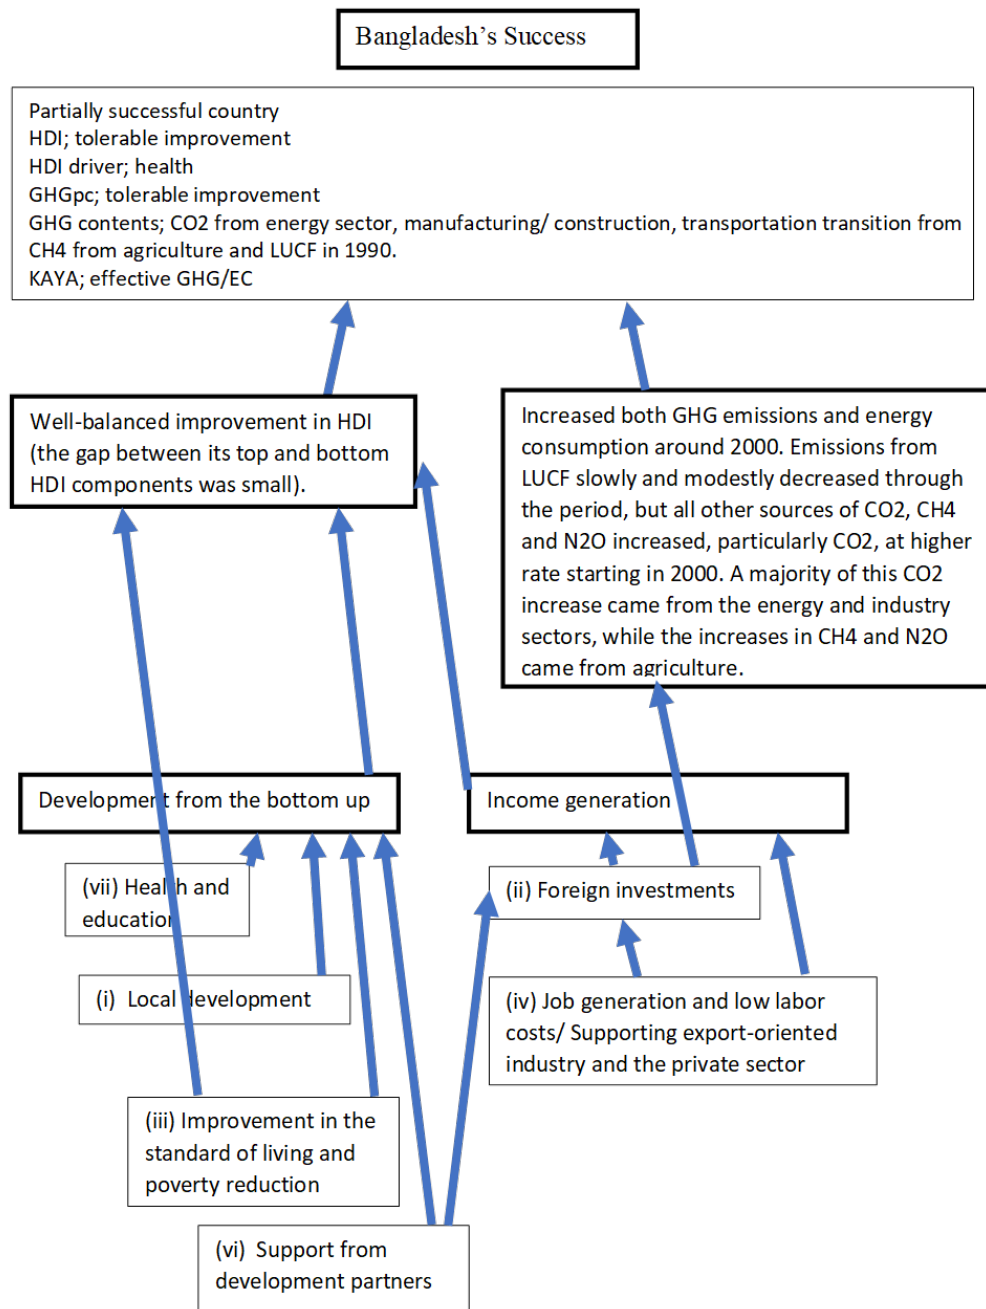 Bangladesh's Success
Partially successful country
HDI; tolerable improvement
HDI driver; health
GHGpc; tolerable improvement
GHG contents; CO2 from energy sector, manufacturing/ construction, transportation transition from
CH4 from agriculture and LUCF in 1990.
KAYA; effective GHG/EC
Well-balanced improvement in HDI
(the gap between its top and bottom
HDI components was small).
Increased both GHG emissions and energy
consumption around 2000. Emissions from
LUCF slowly and modestly decreased through
the period, but all other sources of CO2, CH4
and N2O increased, particularly CO2, at higher
rate starting in 2000. A majority of this CO2
increase came from the energy and industry
sectors, while the increases in CH4 and N2O
came from agriculture.
Development from the bottom up
Income generation
(vii) Health and
education
(ii) Foreign investments
(i) Local development
(iv) Job generation and low labor
costs/ Supporting export-oriented
industry and the private sector
(iii) Improvement in the
standard of living and
poverty reduction
(vi) Support from
development partners